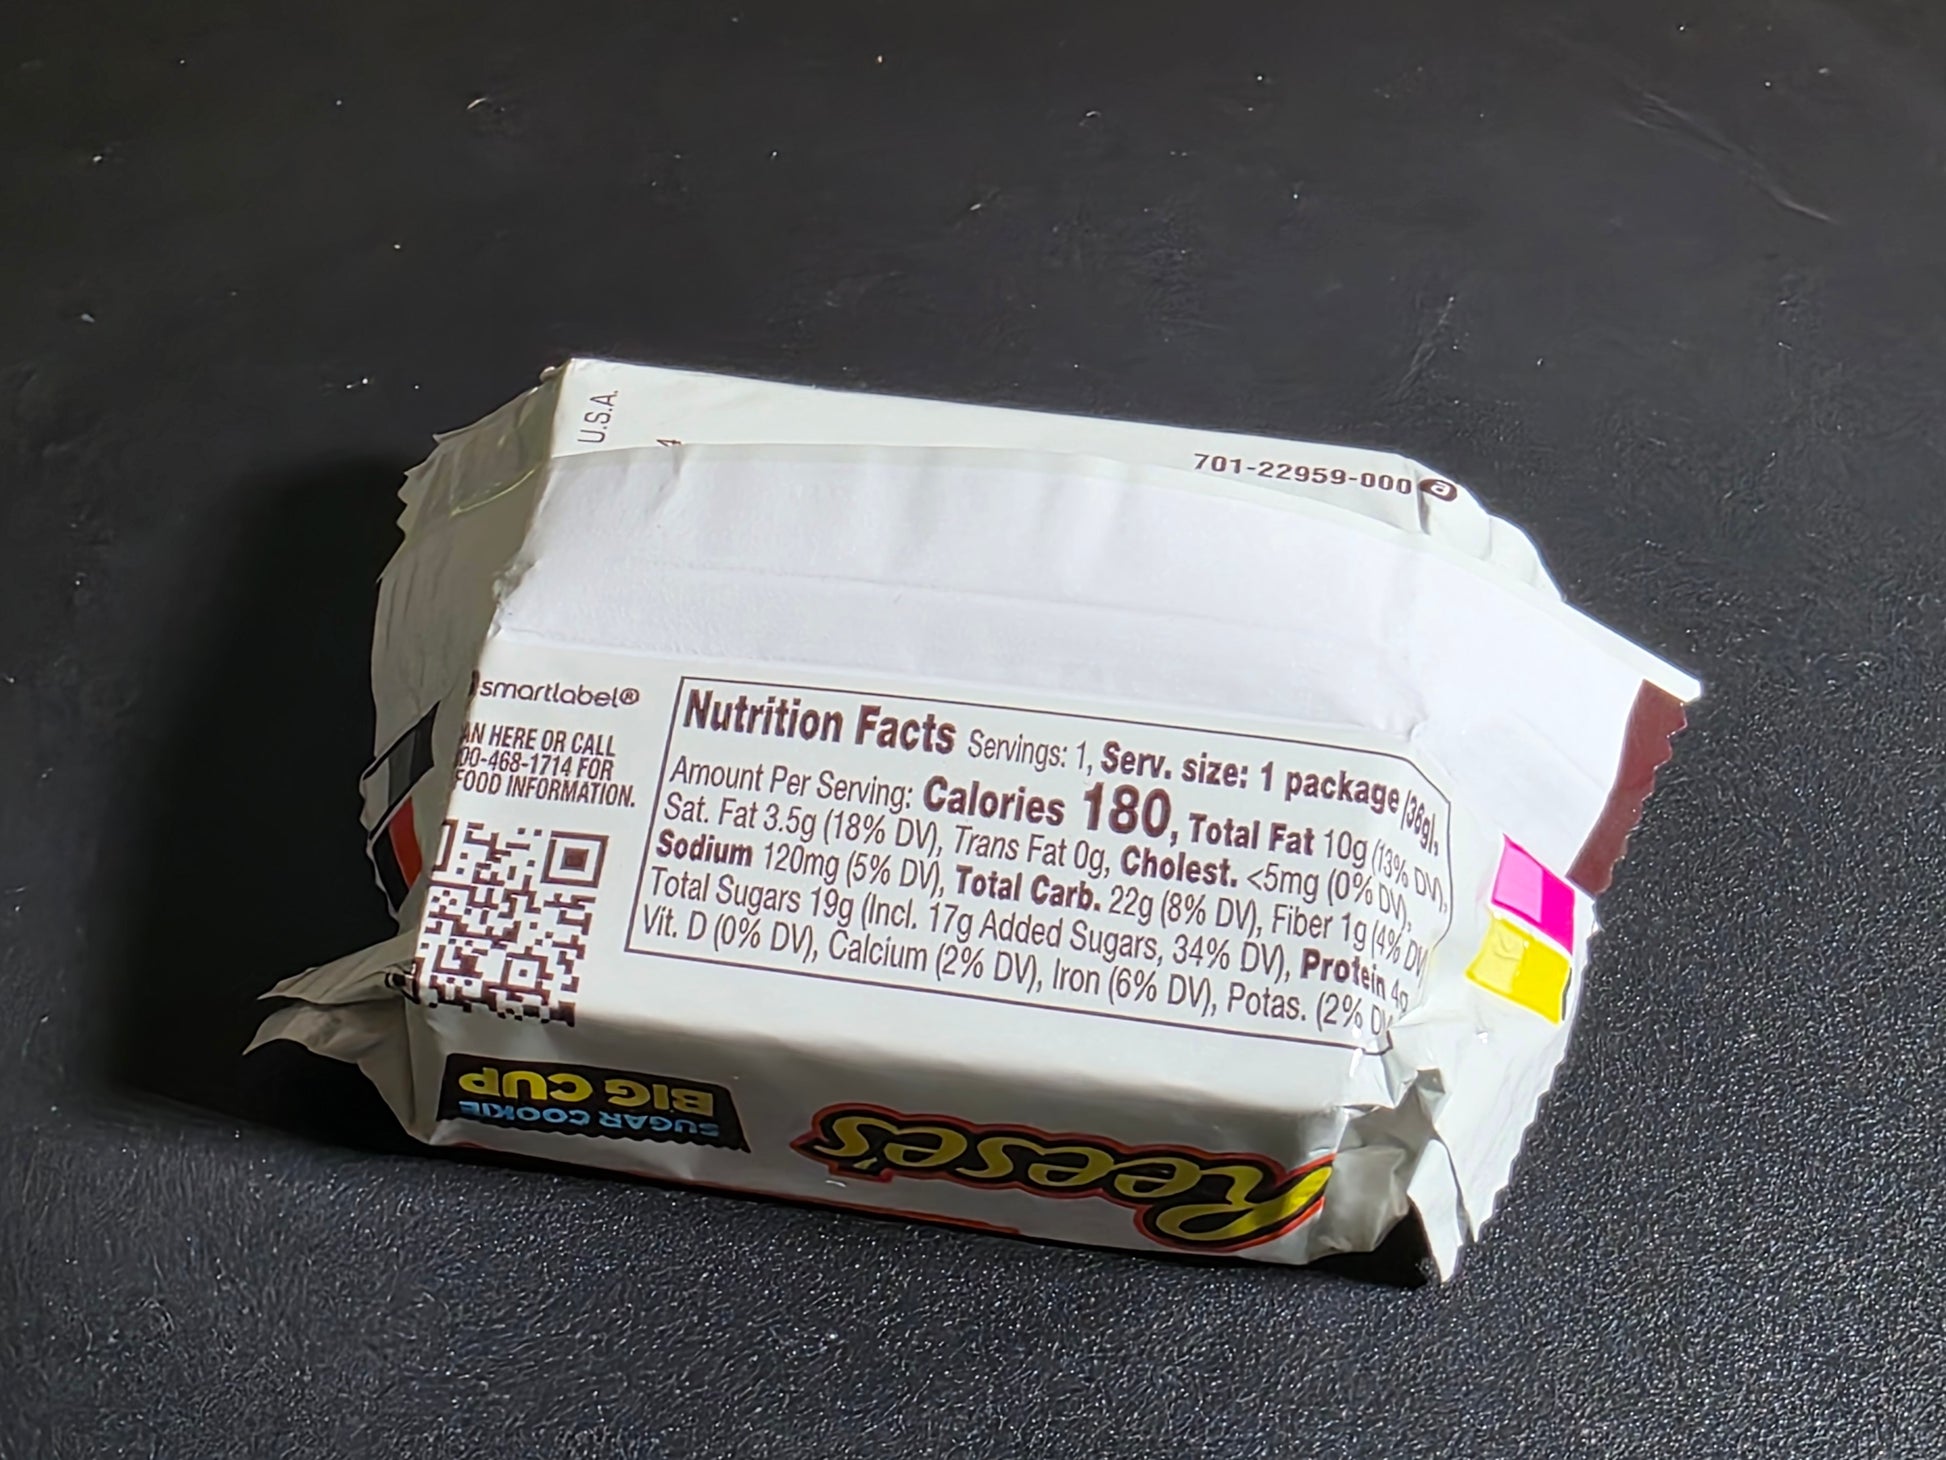 U.S.A.
4
701-22959-000 a
smartlabel®
AN HERE OR CALL
00-468-1714 FOR
FOOD INFORMATION.
Nutrition Facts Servings: 1, Serv. size: 1 package (36g),
Amount Per Serving: Calories 180, Total Fat 10g (13% DV),
Sat. Fat 3.5g (18% DV), Trans Fat 0g, Cholest. <5mg (0% DV),
Sodium 120mg (5% DV), Total Carb. 22g (8% DV), Fiber 1g (4% DV
Total Sugars 19g (Incl. 17g Added Sugars, 34% DV), Protein 4g
Vit. D (0% DV), Calcium (2% DV), Iron (6% DV), Potas. (2% DV
Reese's
SUGAR COOKIE
BIG CUP